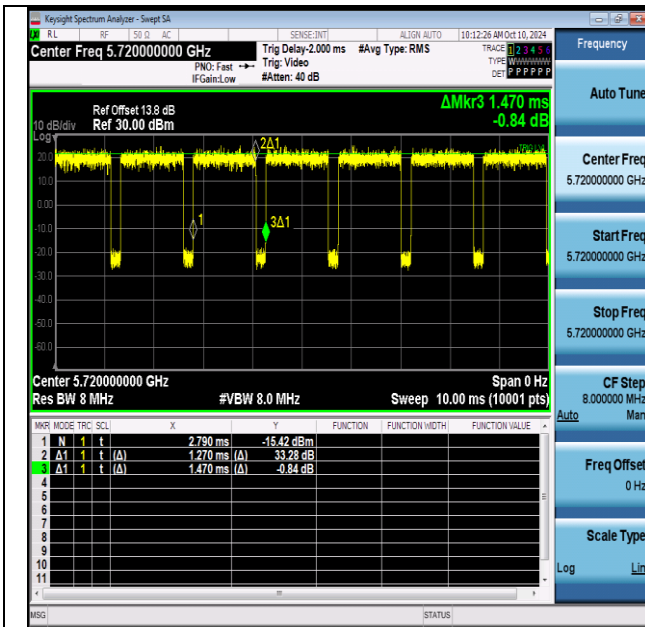 Keysight Spectrum Analyzer - Swept SA
LXI RL RF 50 Ω AC SENSE:INT ALIGN AUTO 10:12:26 AM Oct 10, 2024
Center Freq 5.720000000 GHz
PNO: Fast
IFGain:Low
Trig Delay-2.000 ms
Trig: Video
#Atten: 40 dB
#Avg Type: RMS
TRACE 1 2 3 4 5 6
TYPE WWWWWW
DET P P P P P P
Ref Offset 13.8 dB
Ref 30.00 dBm
10 dB/div
Log
ΔMkr3 1.470 ms
-0.84 dB
2Δ1
20.0
10.0
0.00
1
3Δ1
-10.0
-20.0
-30.0
-40.0
-50.0
-60.0
Center 5.720000000 GHz Span 0 Hz
Res BW 8 MHz #VBW 8.0 MHz Sweep 10.00 ms (10001 pts)
MKR MODE TRC SCL X Y FUNCTION FUNCTION WIDTH FUNCTION VALUE
1 N 1 t 2.790 ms -15.42 dBm
2 Δ1 1 t (Δ) 1.270 ms (Δ) 33.28 dB
3 Δ1 1 t (Δ) 1.470 ms (Δ) -0.84 dB
4
5
6
7
8
9
10
11
MSG STATUS
Frequency
Auto Tune
Center Freq
5.720000000 GHz
Start Freq
5.720000000 GHz
Stop Freq
5.720000000 GHz
CF Step
8.000000 MHz
Auto Man
Freq Offset
0 Hz
Scale Type
Log Lin